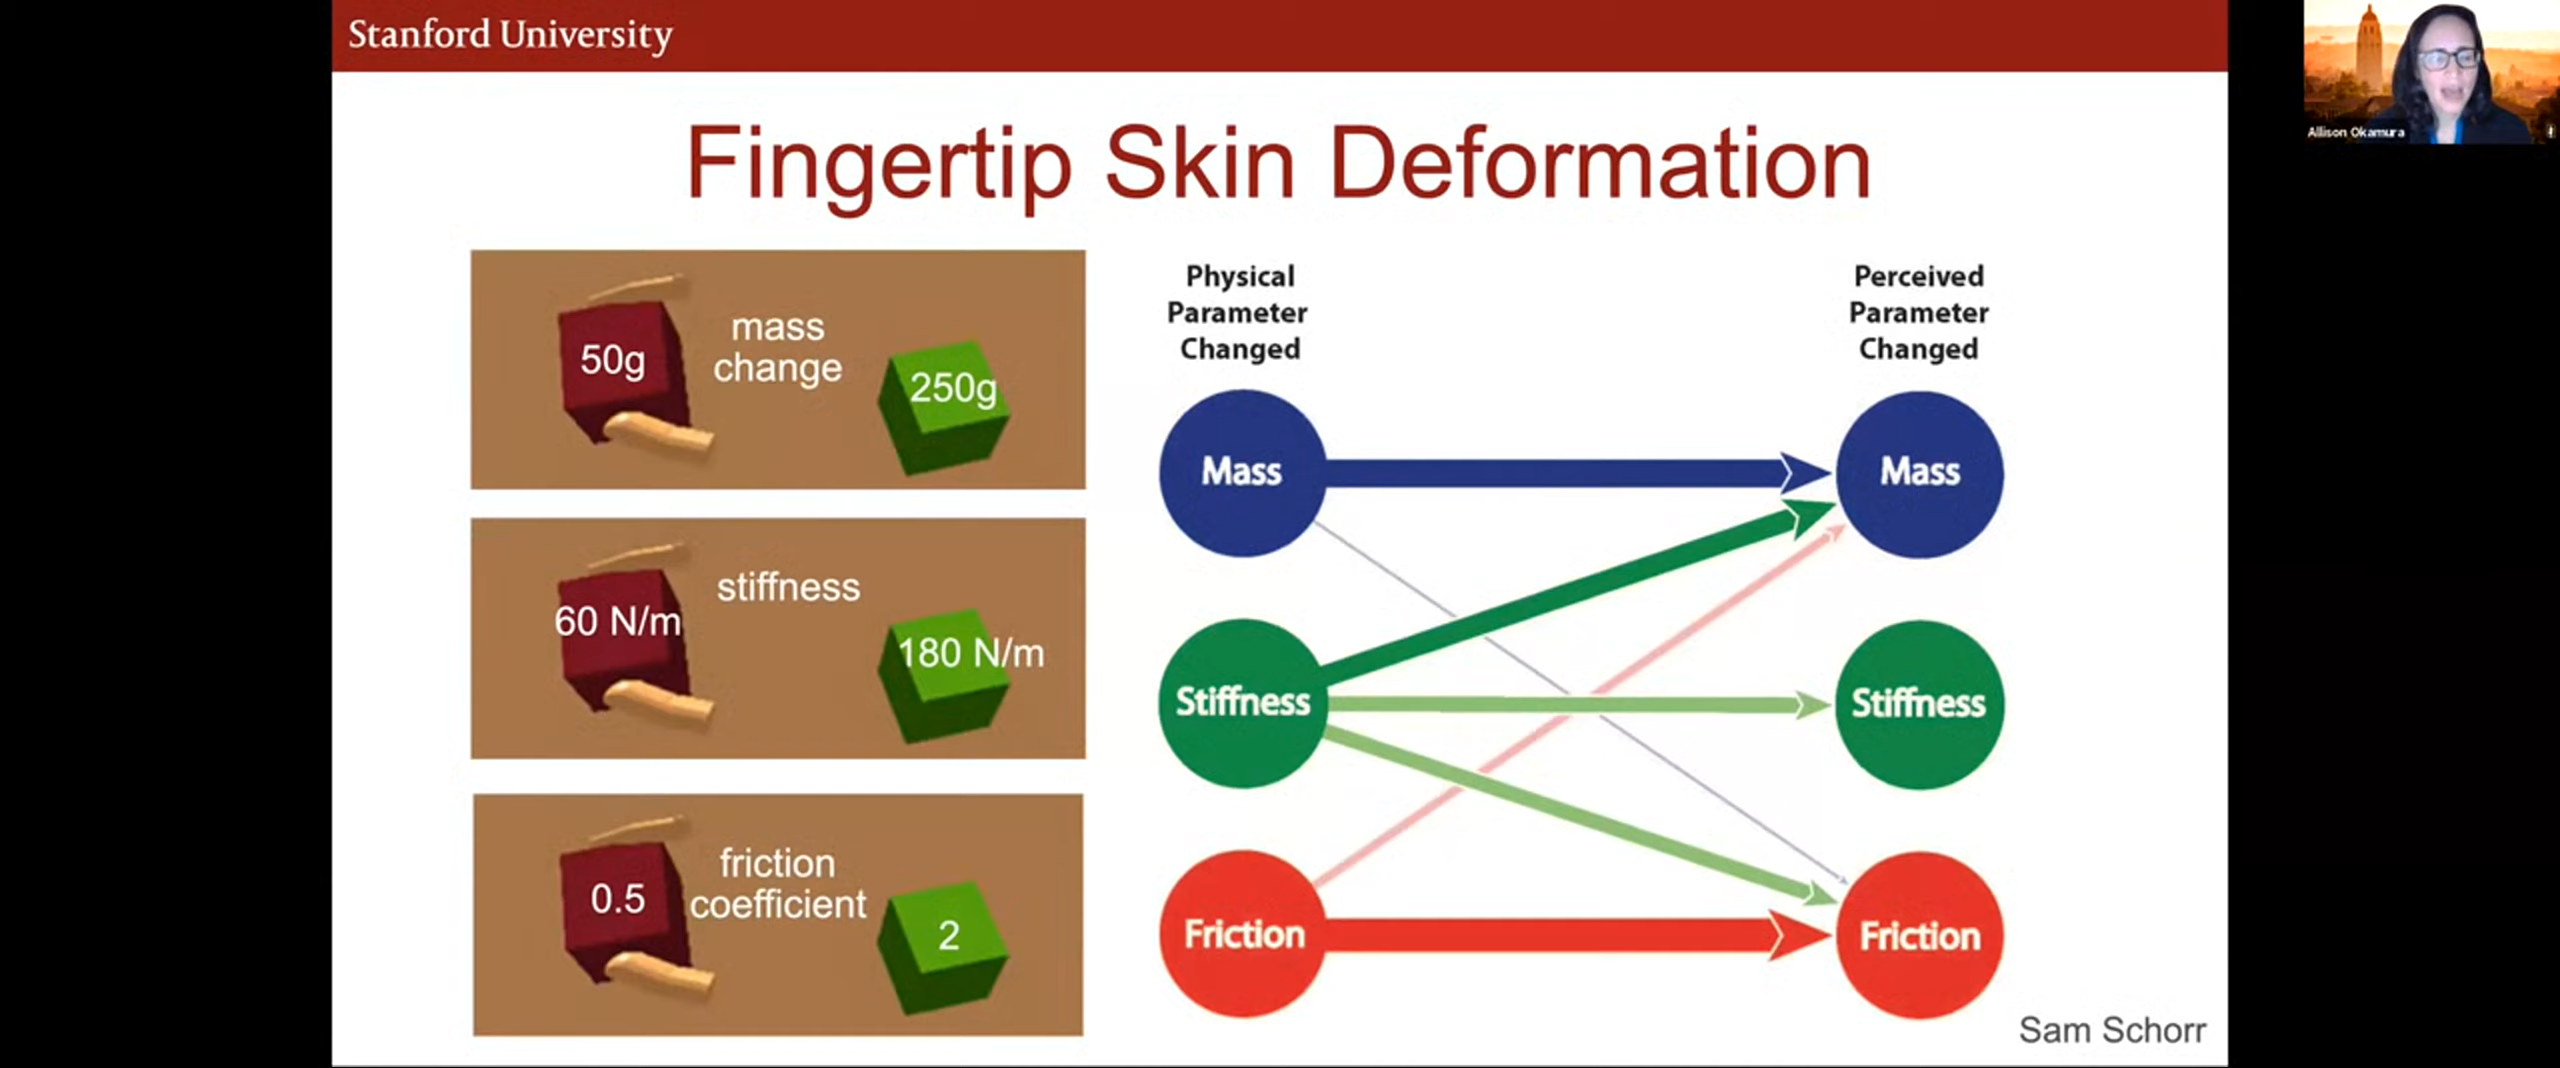 Stanford University
Allison Okamura
Fingertip Skin Deformation
50g
mass
change
250g
60 N/m
stiffness
180 N/m
0.5
friction
coefficient
2
Physical
Parameter
Changed
Perceived
Parameter
Changed
Mass
Mass
Stiffness
Stiffness
Friction
Friction
Sam Schorr